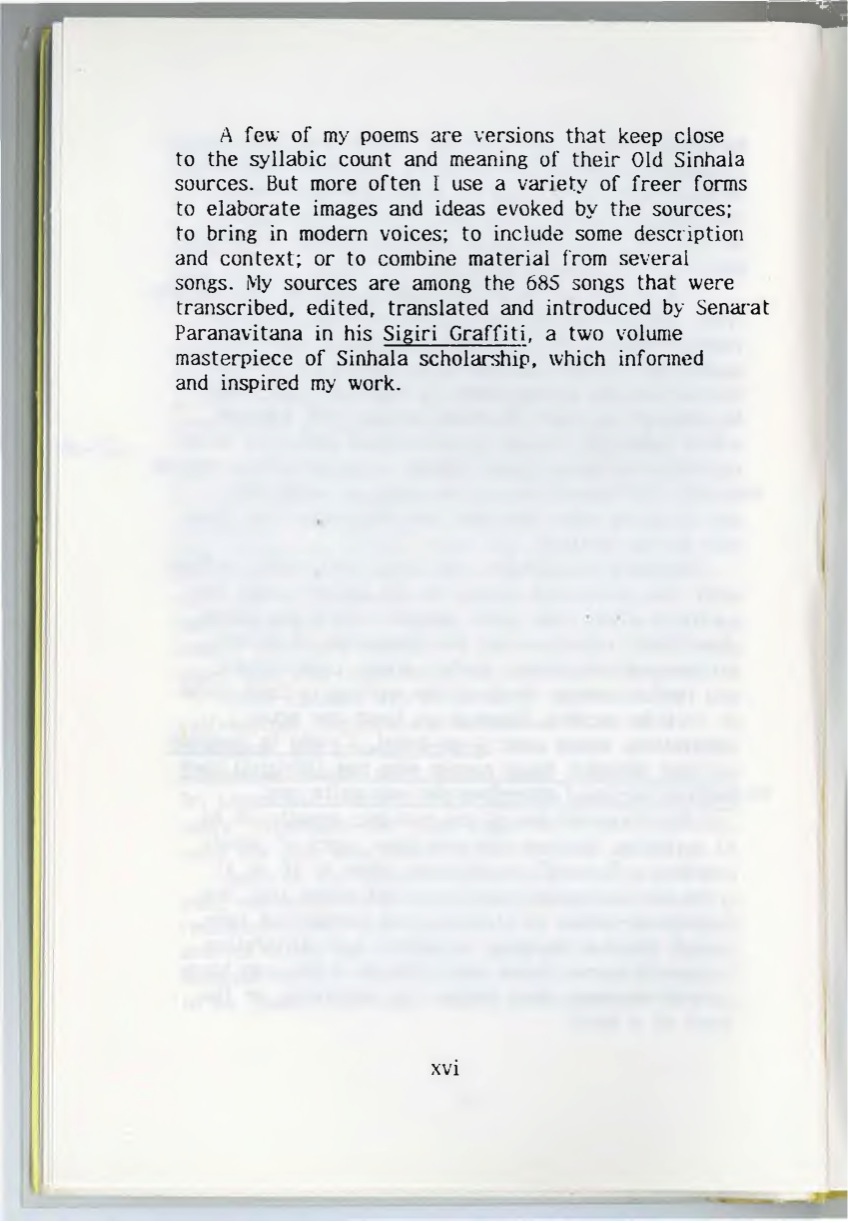 A few of my poems are versions that keep close
to the syllabic count and meaning of their Old Sinhala
sources. But more often I use a variety of freer forms
to elaborate images and ideas evoked by the sources;
to bring in modern voices; to include some description
and context; or to combine material from several
songs. My sources are among the 685 songs that were
transcribed, edited, translated and introduced by Senarat
Paranavitana in his Sigiri Graffiti, a two volume
masterpiece of Sinhala scholarship, which informed
and inspired my work.
xvi